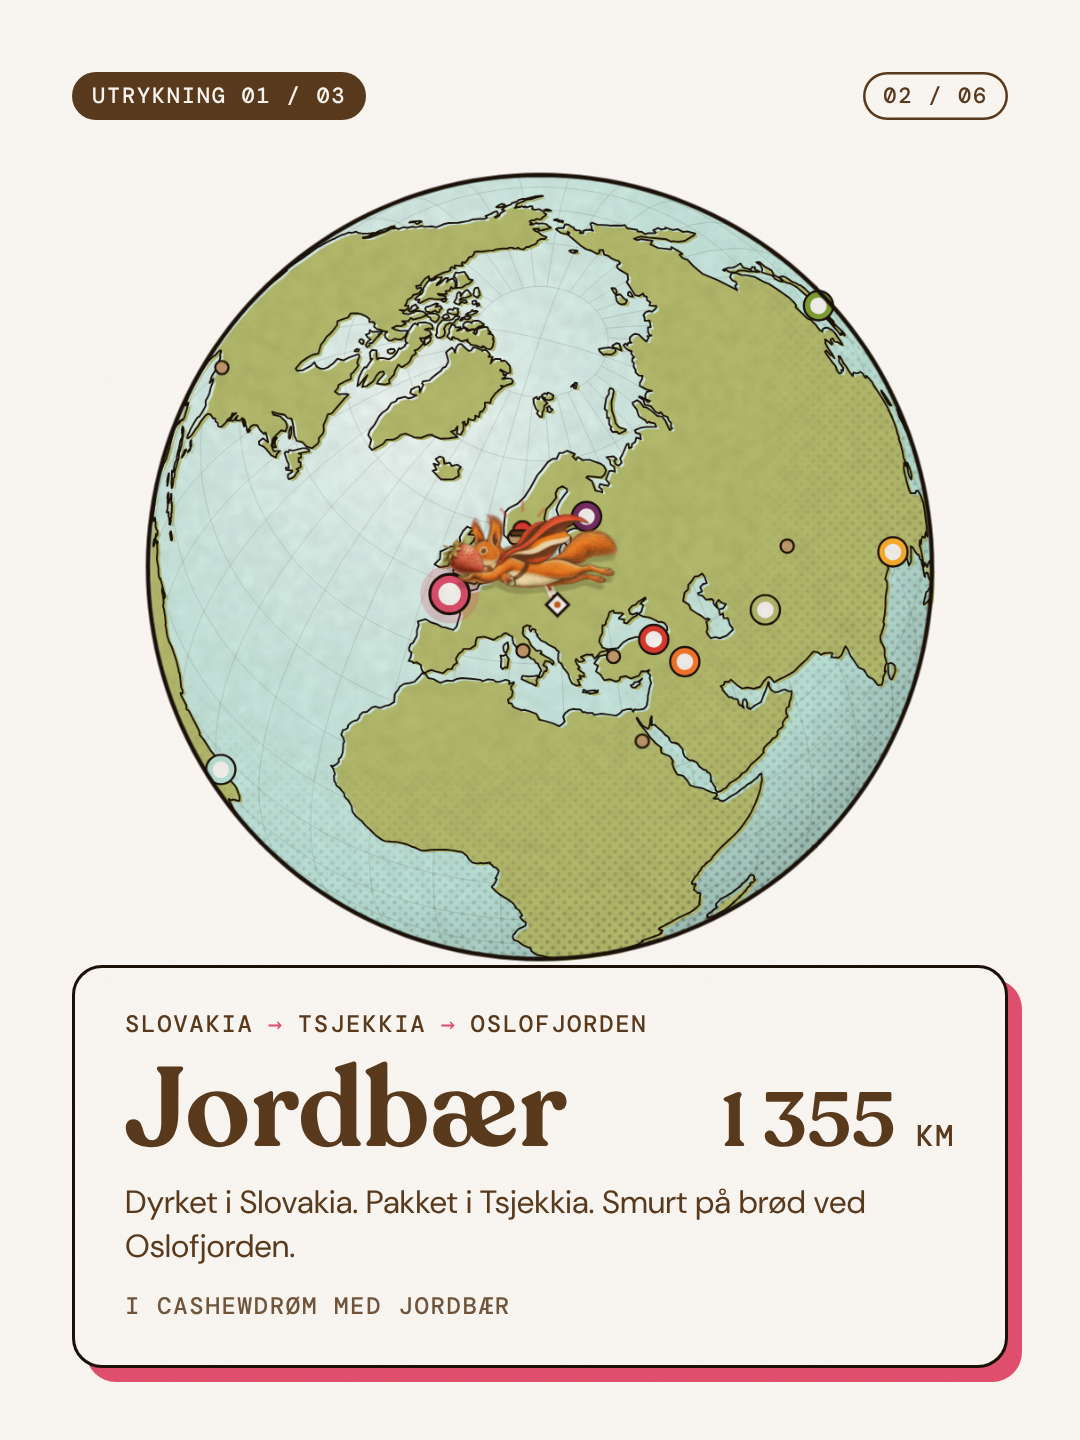 UTRYKNING 01 / 03
02 / 06
SLOVAKIA → TSJEKKIA → OSLOFJORDEN
Jordbær
1 355 KM
Dyrket i Slovakia. Pakket i Tsjekkia. Smurt på brød ved
Oslofjorden.
I CASHEWDRØM MED JORDBÆR